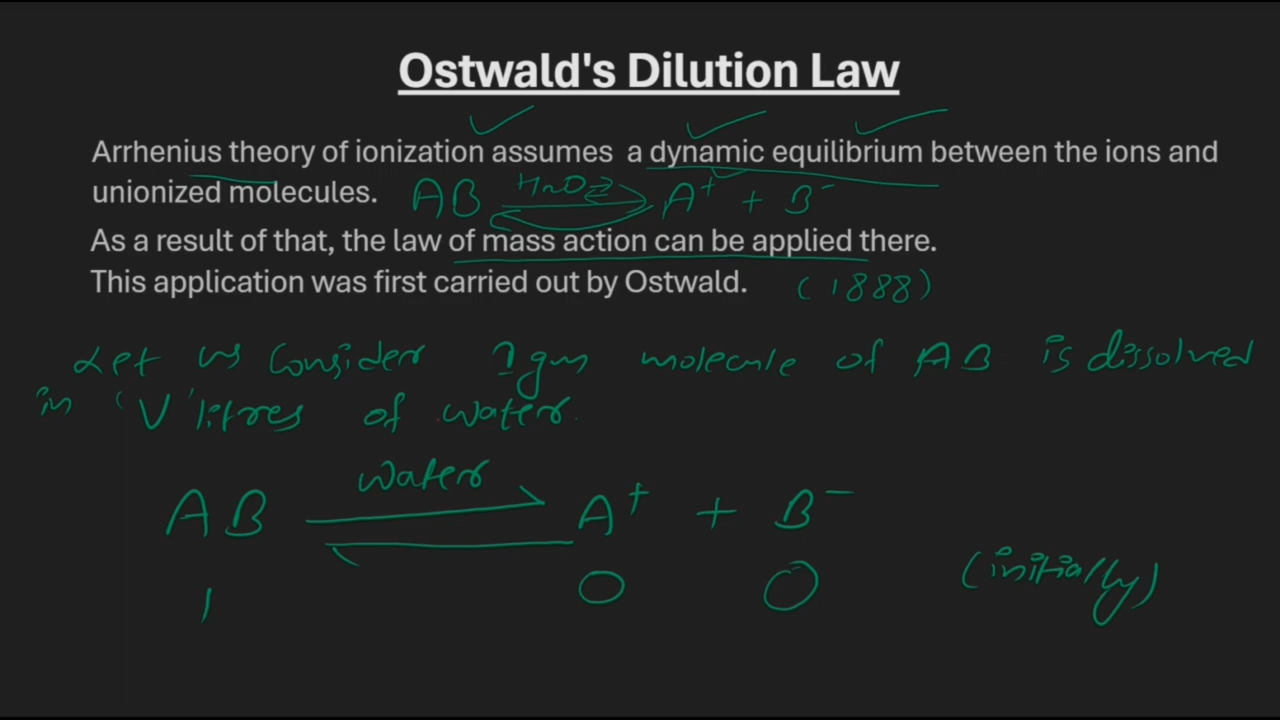 Ostwald's Dilution Law
Arrhenius theory of ionization assumes a dynamic equilibrium between the ions and
unionized molecules. AB ⇌ A⁺ + B⁻
As a result of that, the law of mass action can be applied there.
This application was first carried out by Ostwald. (1888)
Let us Consider 1 gm molecule of AB is dissolved
in 'V' litres of water.
water
AB ⇌ A⁺ + B⁻
1 0 0 (initially)